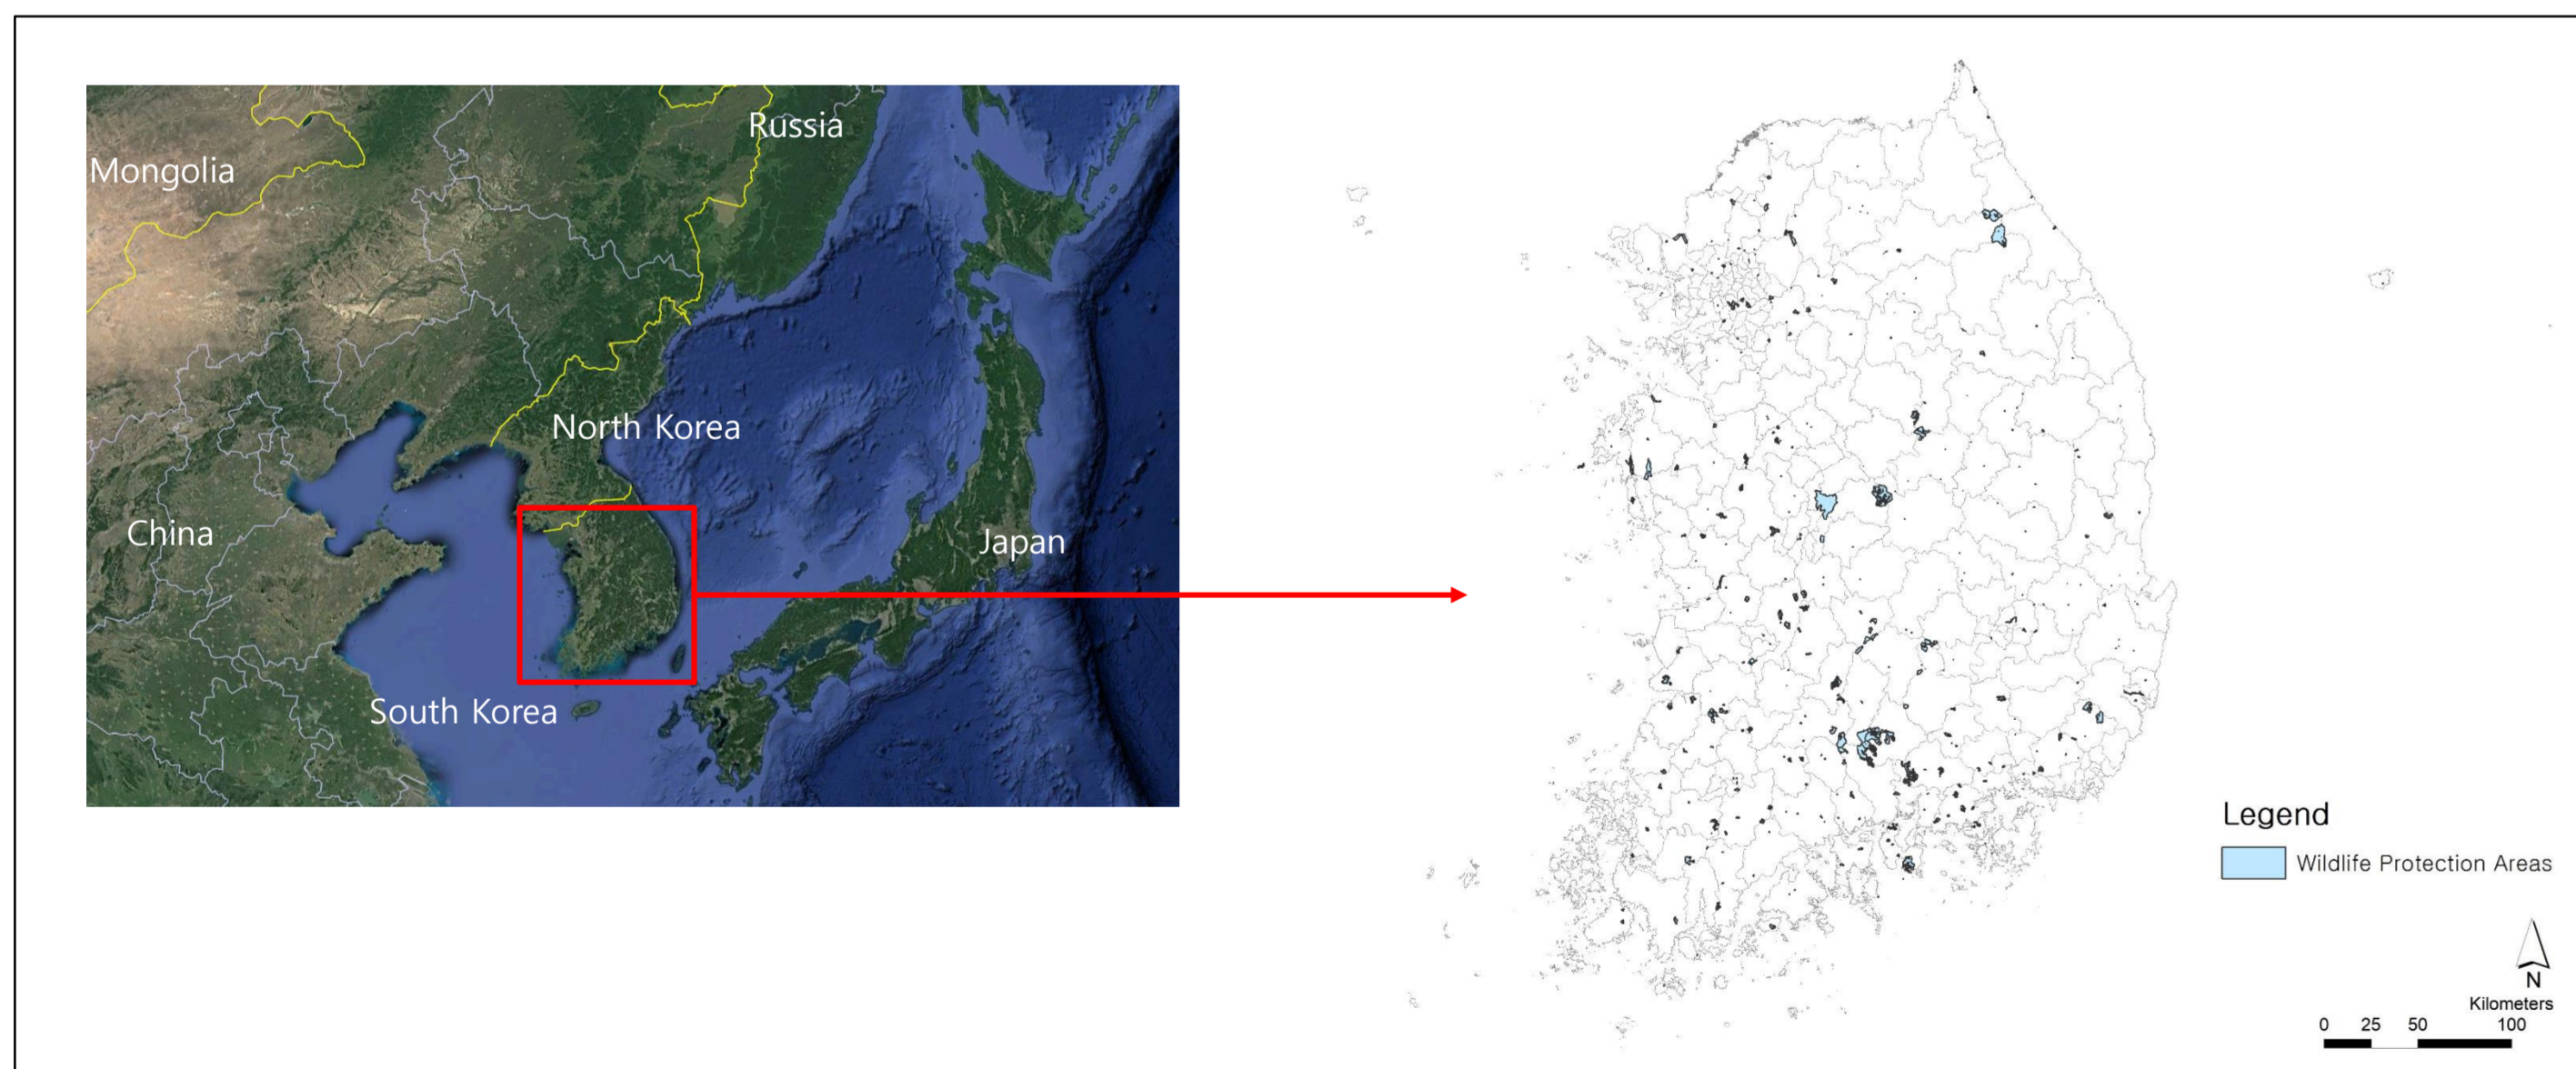 Russia
Mongolia
North Korea
China
Japan
South Korea
Legend
Wildlife Protection Areas
N
Kilometers
0 25 50 100